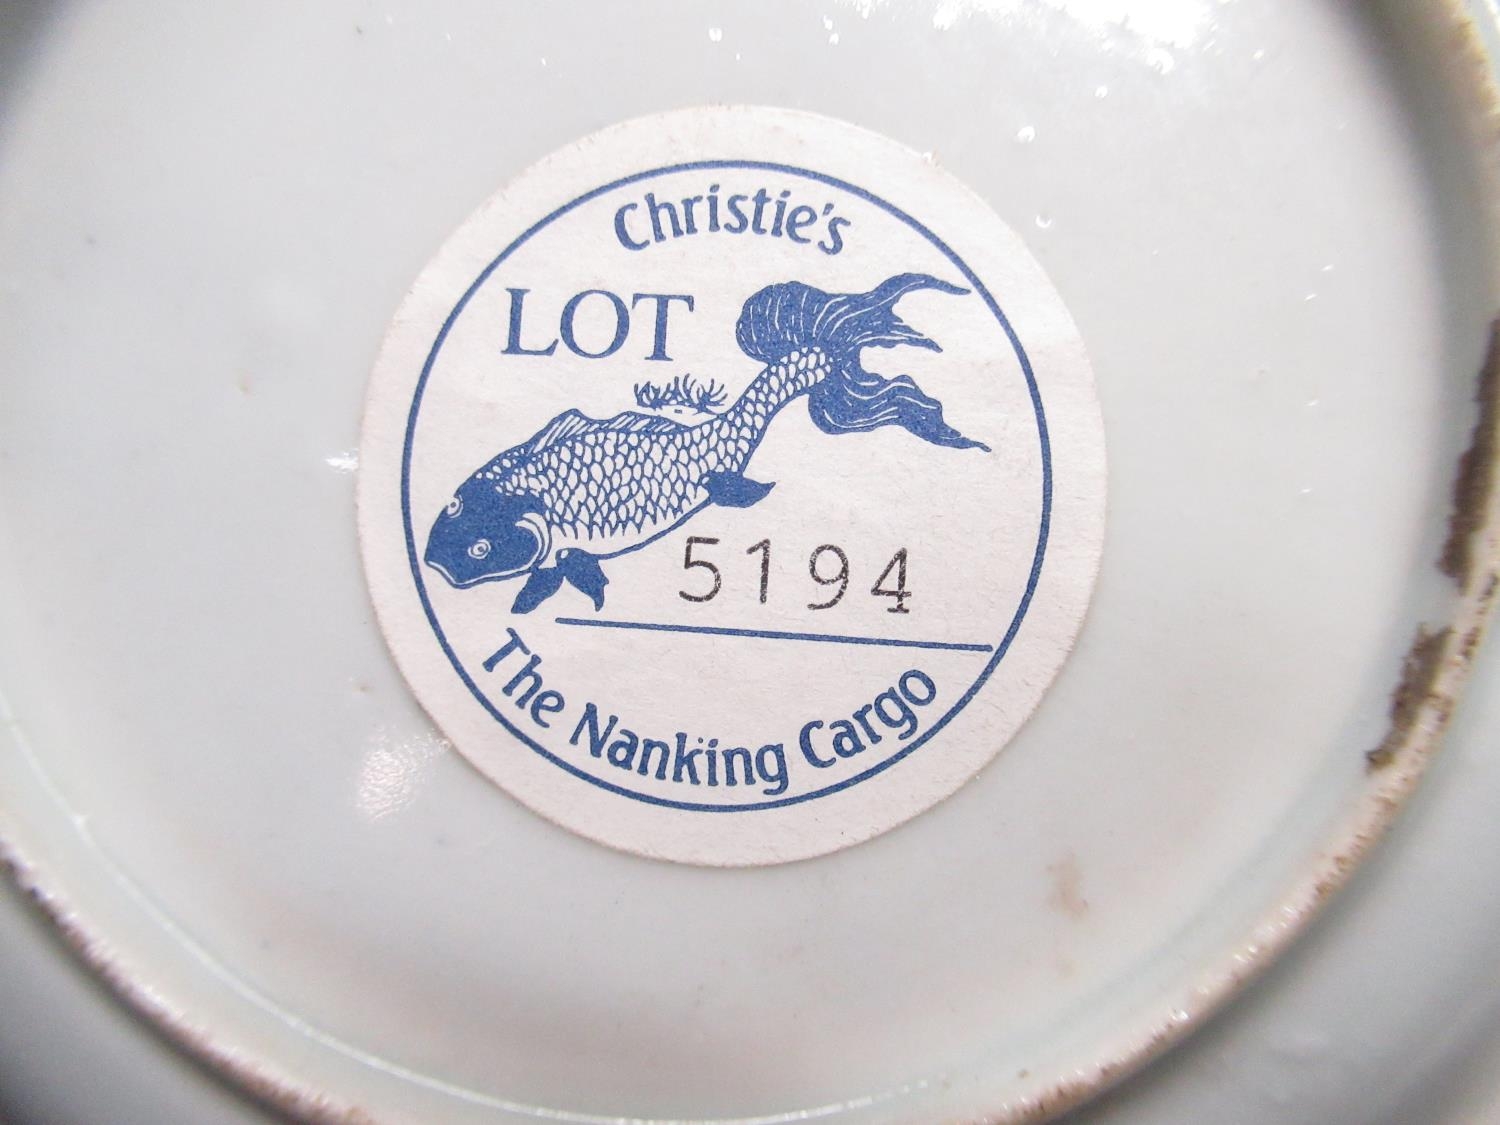 Christie's
LOT
5194
The Nanking Cargo